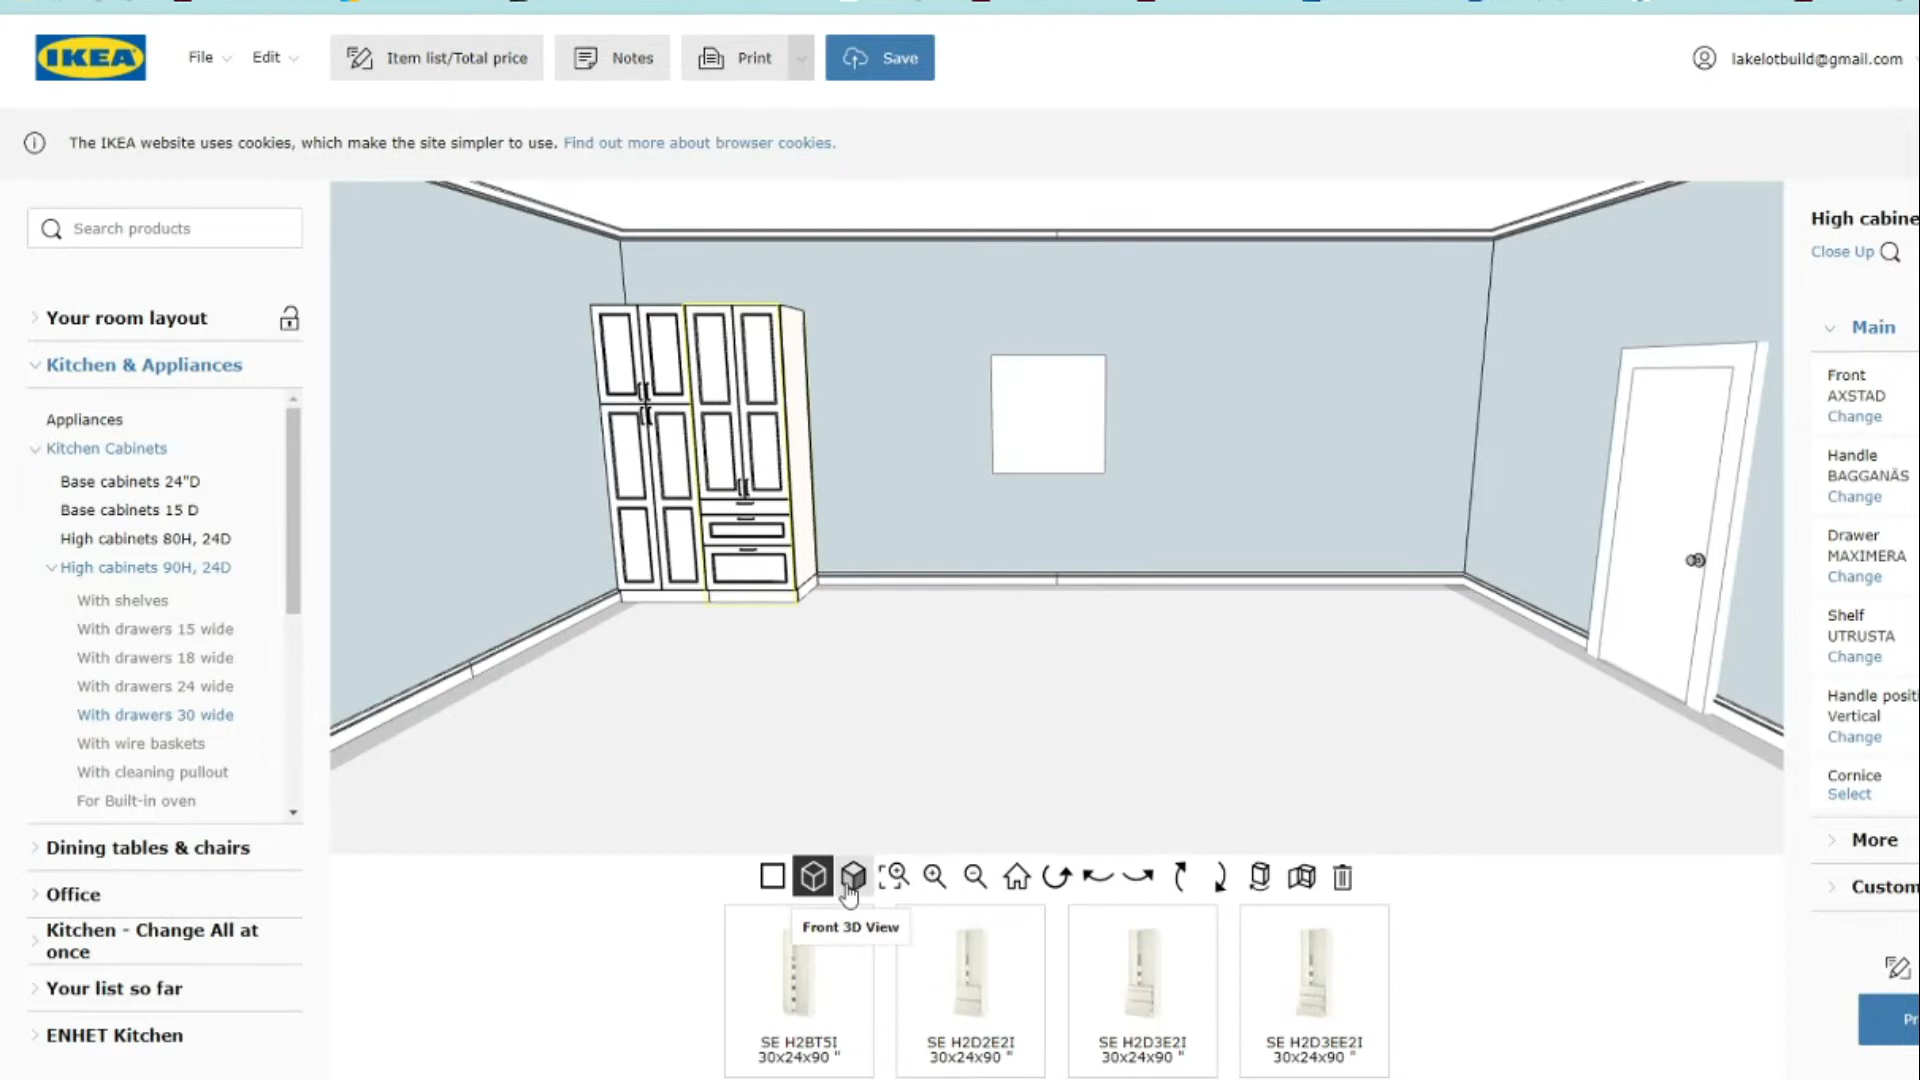 IKEA
File
Edit
Item list/Total price
Notes
Print
Save
lakelotbuild@gmail.com
The IKEA website uses cookies, which make the site simpler to use. Find out more about browser cookies.
Search products
Your room layout
Kitchen & Appliances
Appliances
Kitchen Cabinets
Base cabinets 24"D
Base cabinets 15 D
High cabinets 80H, 24D
High cabinets 90H, 24D
With shelves
With drawers 15 wide
With drawers 18 wide
With drawers 24 wide
With drawers 30 wide
With wire baskets
With cleaning pullout
For Built-in oven
Dining tables & chairs
Office
Kitchen - Change All at
once
Your list so far
ENHET Kitchen
Front 3D View
SE H2BT5I
30x24x90 "
SE H2D2E2I
30x24x90 "
SE H2D3E2I
30x24x90 "
SE H2D3EE2I
30x24x90 "
High cabine
Close Up
Main
Front
AXSTAD
Change
Handle
BAGGANÄS
Change
Drawer
MAXIMERA
Change
Shelf
UTRUSTA
Change
Handle posit
Vertical
Change
Cornice
Select
More
Custom
Pr